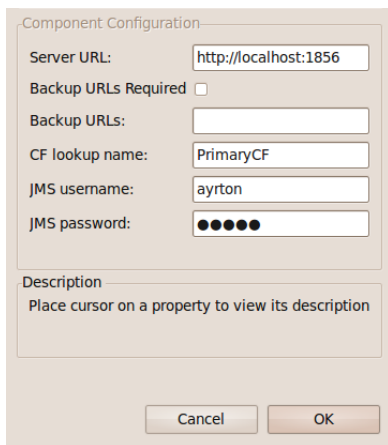 Component Configuration
Server URL: http://localhost:1856
Backup URLs Required
Backup URLs:
CF lookup name: PrimaryCF
JMS username: ayrton
JMS password: ●●●●●
Description
Place cursor on a property to view its description
Cancel OK